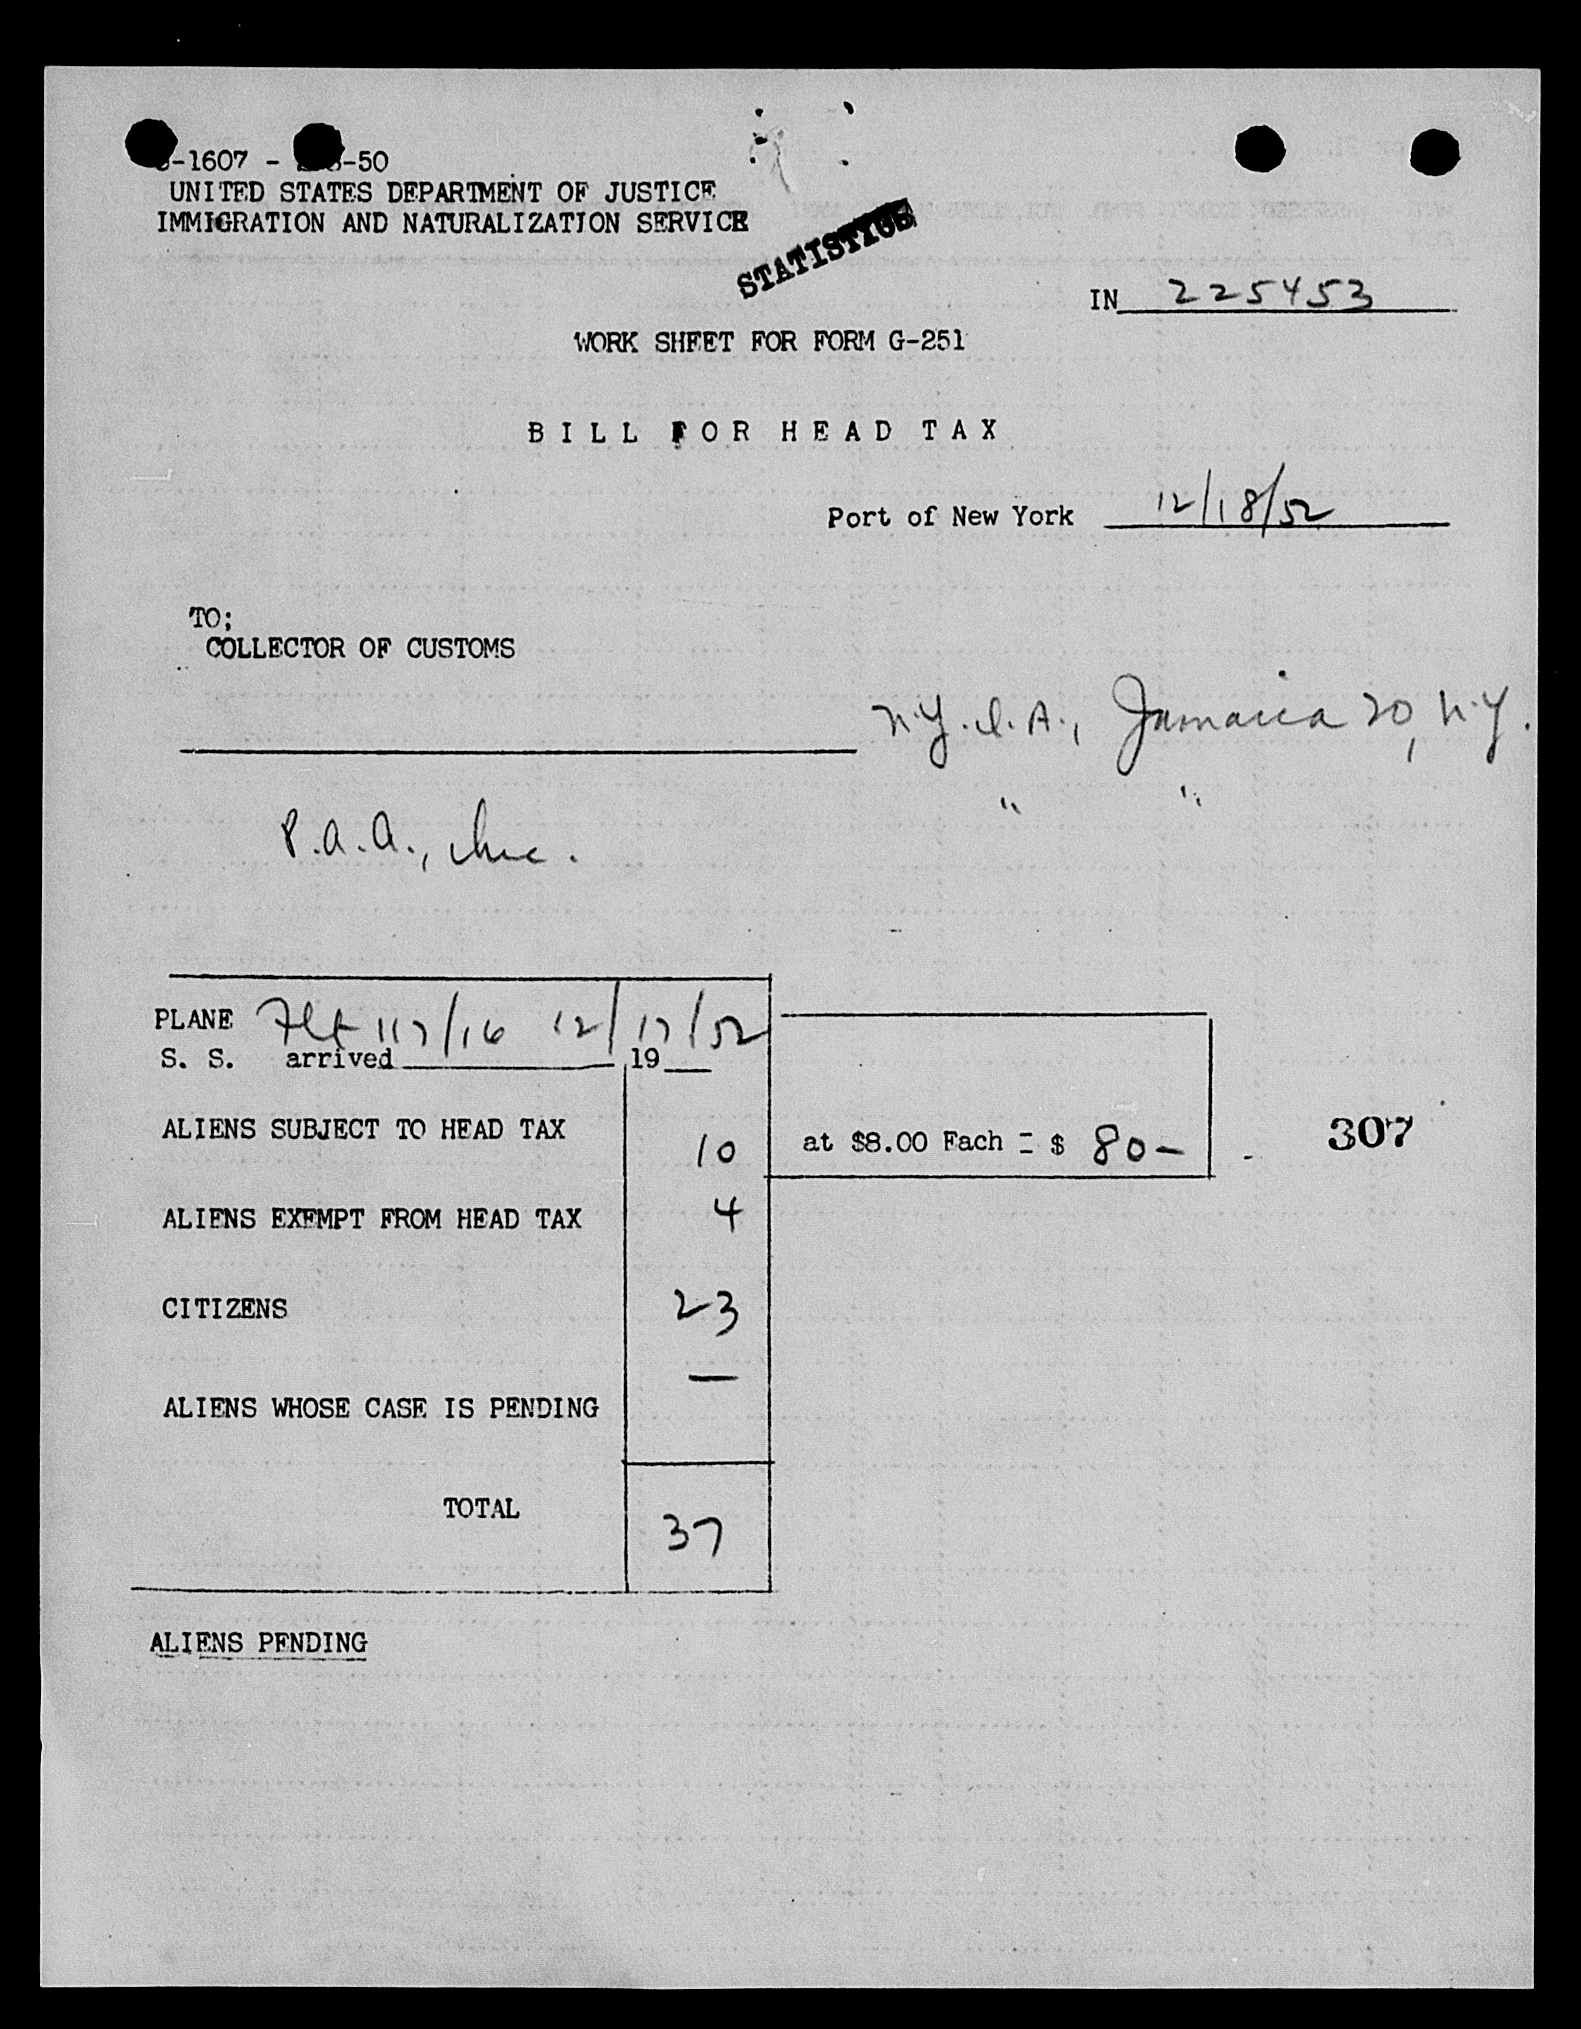 -1607 - -50
UNITED STATES DEPARTMENT OF JUSTICE
IMMIGRATION AND NATURALIZATION SERVICE
STATISTICS
IN 225453
WORK SHEET FOR FORM G-251
BILL FOR HEAD TAX
Port of New York 12/18/52
TO;
COLLECTOR OF CUSTOMS
N.Y.I.A., Jamaica 20, N.Y.
" "
P.A.A., Inc.
PLANE Flt 117/16 12/17/52
S. S. arrived 19
ALIENS SUBJECT TO HEAD TAX 10 at $8.00 Each = $ 80- 307
ALIENS EXEMPT FROM HEAD TAX 4
CITIZENS 23
—
ALIENS WHOSE CASE IS PENDING
TOTAL 37
ALIENS PENDING